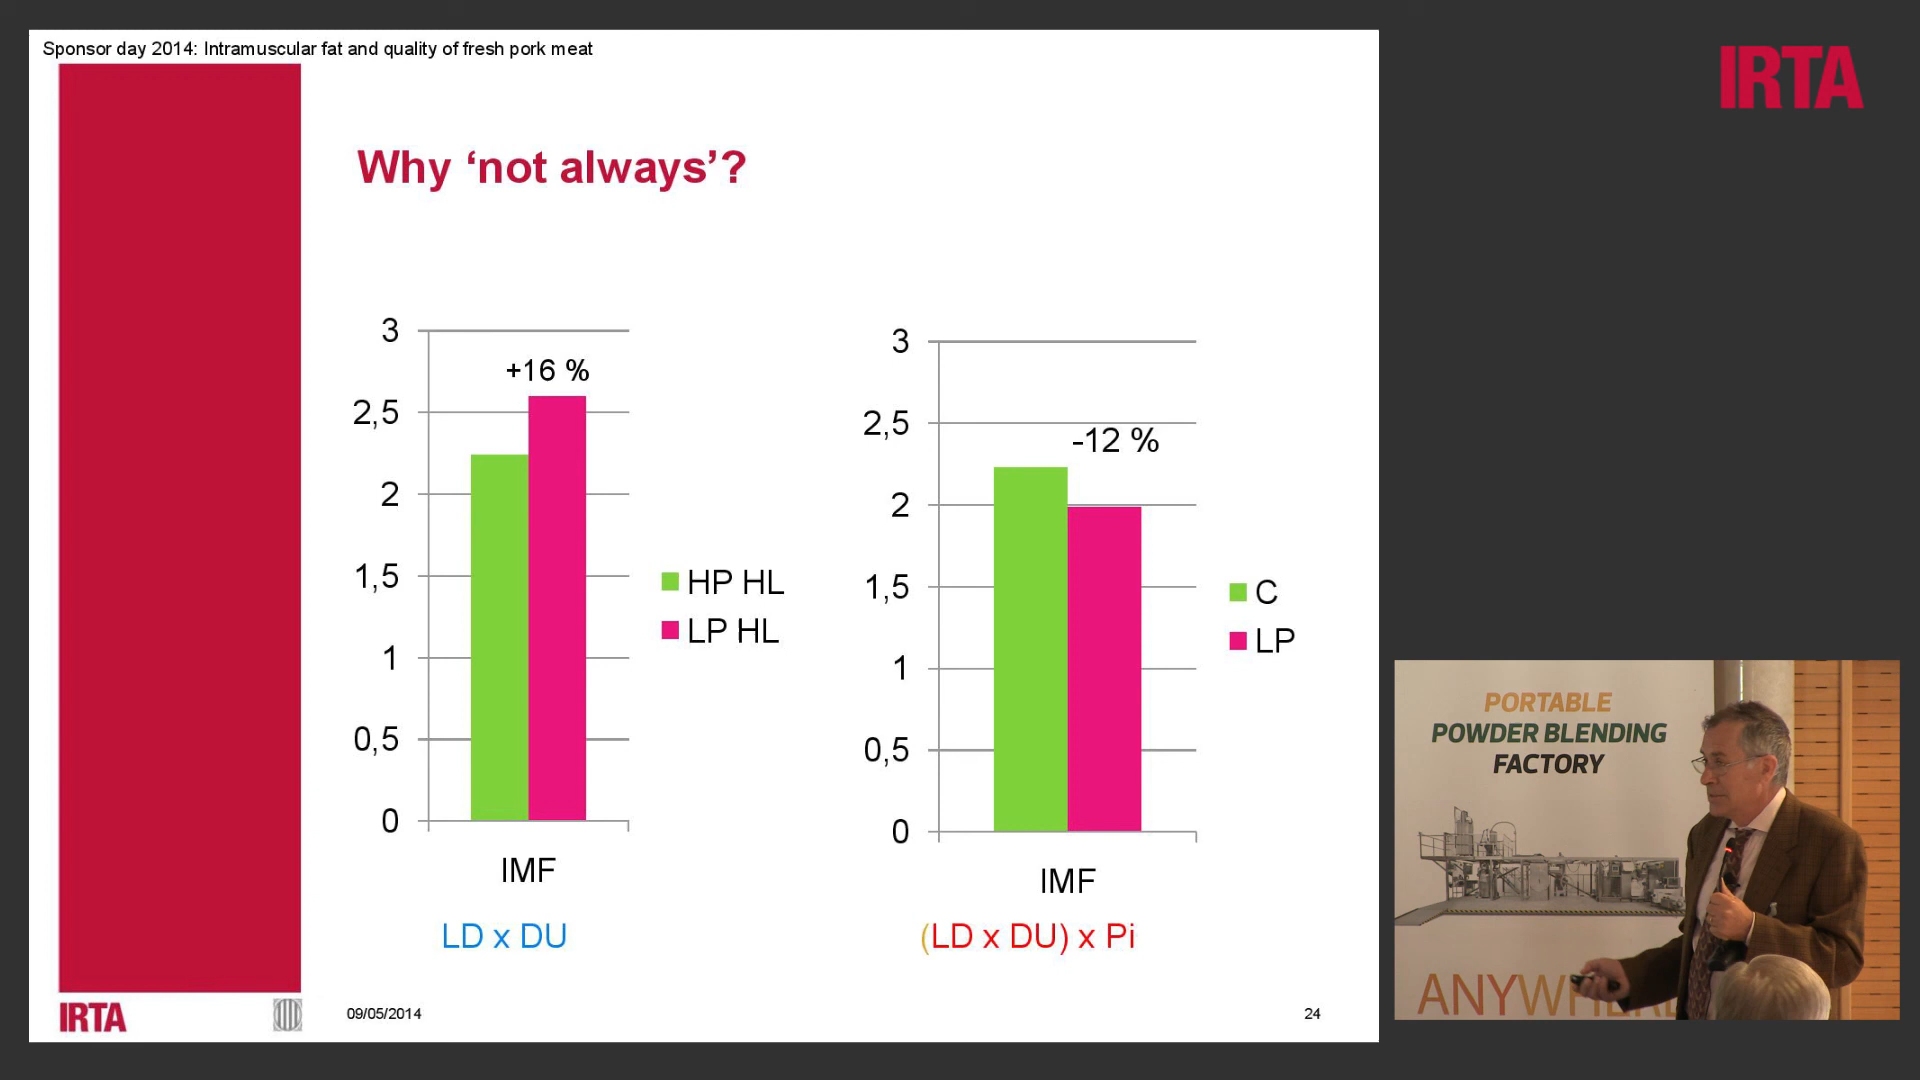 Sponsor day 2014: Intramuscular fat and quality of fresh pork meat
IRTA
Why ‘not always’?
3
+16 %
2,5
2
1,5
1
0,5
0
HP HL
LP HL
IMF
LD x DU
3
2,5
-12 %
2
1,5
1
0,5
0
C
LP
IMF
(LD x DU) x Pi
IRTA
09/05/2014
24
PORTABLE
POWDER BLENDING
FACTORY